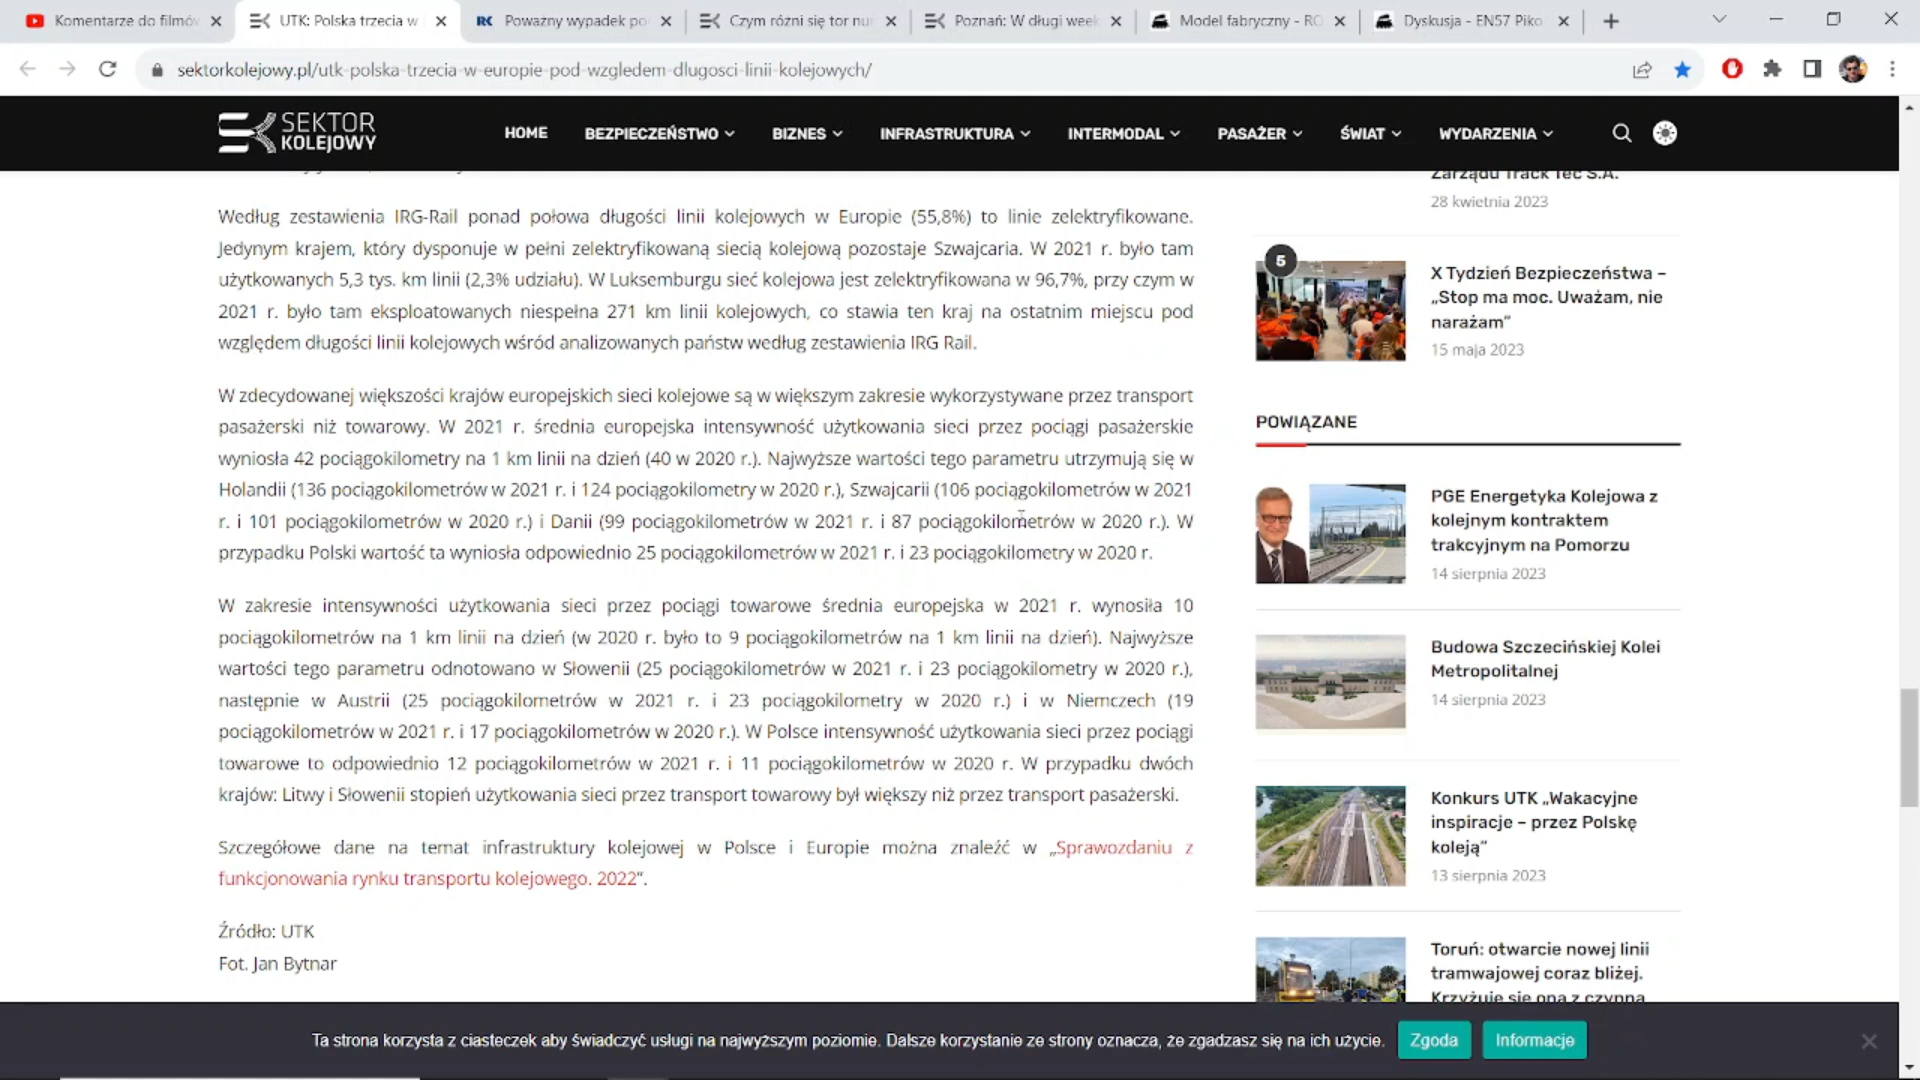 Komentarze do filmów
UTK: Polska trzecia w
Poważny wypadek po
Czym różni się tor nu
Poznań: W długi week
Model fabryczny - RO
Dyskusja - EN57 Piko
sektorkolejowy.pl/utk-polska-trzecia-w-europie-pod-wzgledem-dlugosci-linii-kolejowych/
SEKTOR
KOLEJOWY
HOME
BEZPIECZEŃSTWO
BIZNES
INFRASTRUKTURA
INTERMODAL
PASAŻER
ŚWIAT
WYDARZENIA
Według zestawienia IRG-Rail ponad połowa długości linii kolejowych w Europie (55,8%) to linie zelektryfikowane.
Jedynym krajem, który dysponuje w pełni zelektryfikowaną siecią kolejową pozostaje Szwajcaria. W 2021 r. było tam
użytkowanych 5,3 tys. km linii (2,3% udziału). W Luksemburgu sieć kolejowa jest zelektryfikowana w 96,7%, przy czym w
2021 r. było tam eksploatowanych niespełna 271 km linii kolejowych, co stawia ten kraj na ostatnim miejscu pod
względem długości linii kolejowych wśród analizowanych państw według zestawienia IRG Rail.
W zdecydowanej większości krajów europejskich sieci kolejowe są w większym zakresie wykorzystywane przez transport
pasażerski niż towarowy. W 2021 r. średnia europejska intensywność użytkowania sieci przez pociągi pasażerskie
wyniosła 42 pociągokilometry na 1 km linii na dzień (40 w 2020 r.). Najwyższe wartości tego parametru utrzymują się w
Holandii (136 pociągokilometrów w 2021 r. i 124 pociągokilometry w 2020 r.), Szwajcarii (106 pociągokilometrów w 2021
r. i 101 pociągokilometrów w 2020 r.) i Danii (99 pociągokilometrów w 2021 r. i 87 pociągokilometrów w 2020 r.). W
przypadku Polski wartość ta wyniosła odpowiednio 25 pociągokilometrów w 2021 r. i 23 pociągokilometry w 2020 r.
W zakresie intensywności użytkowania sieci przez pociągi towarowe średnia europejska w 2021 r. wynosiła 10
pociągokilometrów na 1 km linii na dzień (w 2020 r. było to 9 pociągokilometrów na 1 km linii na dzień). Najwyższe
wartości tego parametru odnotowano w Słowenii (25 pociągokilometrów w 2021 r. i 23 pociągokilometry w 2020 r.),
następnie w Austrii (25 pociągokilometrów w 2021 r. i 23 pociągokilometry w 2020 r.) i w Niemczech (19
pociągokilometrów w 2021 r. i 17 pociągokilometrów w 2020 r.). W Polsce intensywność użytkowania sieci przez pociągi
towarowe to odpowiednio 12 pociągokilometrów w 2021 r. i 11 pociągokilometrów w 2020 r. W przypadku dwóch
krajów: Litwy i Słowenii stopień użytkowania sieci przez transport towarowy był większy niż przez transport pasażerski.
Szczegółowe dane na temat infrastruktury kolejowej w Polsce i Europie można znaleźć w „Sprawozdaniu z
funkcjonowania rynku transportu kolejowego. 2022”.
Źródło: UTK
Fot. Jan Bytnar
Zarządu Track Tec S.A.
28 kwietnia 2023
5
X Tydzień Bezpieczeństwa –
„Stop ma moc. Uważam, nie
narażam”
15 maja 2023
POWIĄZANE
PGE Energetyka Kolejowa z
kolejnym kontraktem
trakcyjnym na Pomorzu
14 sierpnia 2023
Budowa Szczecińskiej Kolei
Metropolitalnej
14 sierpnia 2023
Konkurs UTK „Wakacyjne
inspiracje – przez Polskę
koleją”
13 sierpnia 2023
Toruń: otwarcie nowej linii
tramwajowej coraz bliżej.
Krzyżuje się ona z czynną
Ta strona korzysta z ciasteczek aby świadczyć usługi na najwyższym poziomie. Dalsze korzystanie ze strony oznacza, że zgadzasz się na ich użycie.
Zgoda
Informacje